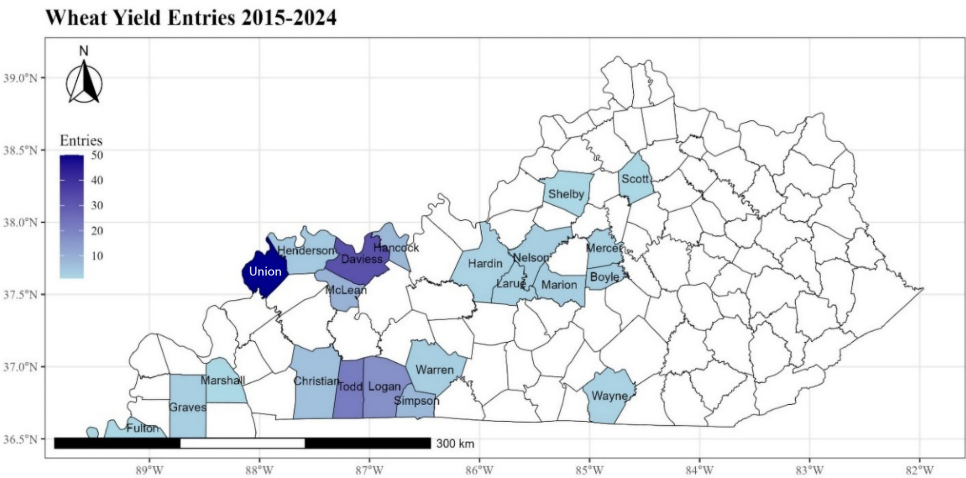 Wheat Yield Entries 2015-2024
N
39.0°N
38.5°N
38.0°N
37.5°N
37.0°N
36.5°N
Entries
50
40
30
20
10
Scott
Shelby
Henderson
Hancock
Daviess
Union
McLean
Nelson
Mercer
Hardin
Boyle
Larue
Marion
Marshall
Christian
Todd
Logan
Warren
Simpson
Wayne
Graves
Fulton
300 km
89°W
88°W
87°W
86°W
85°W
84°W
83°W
82°W